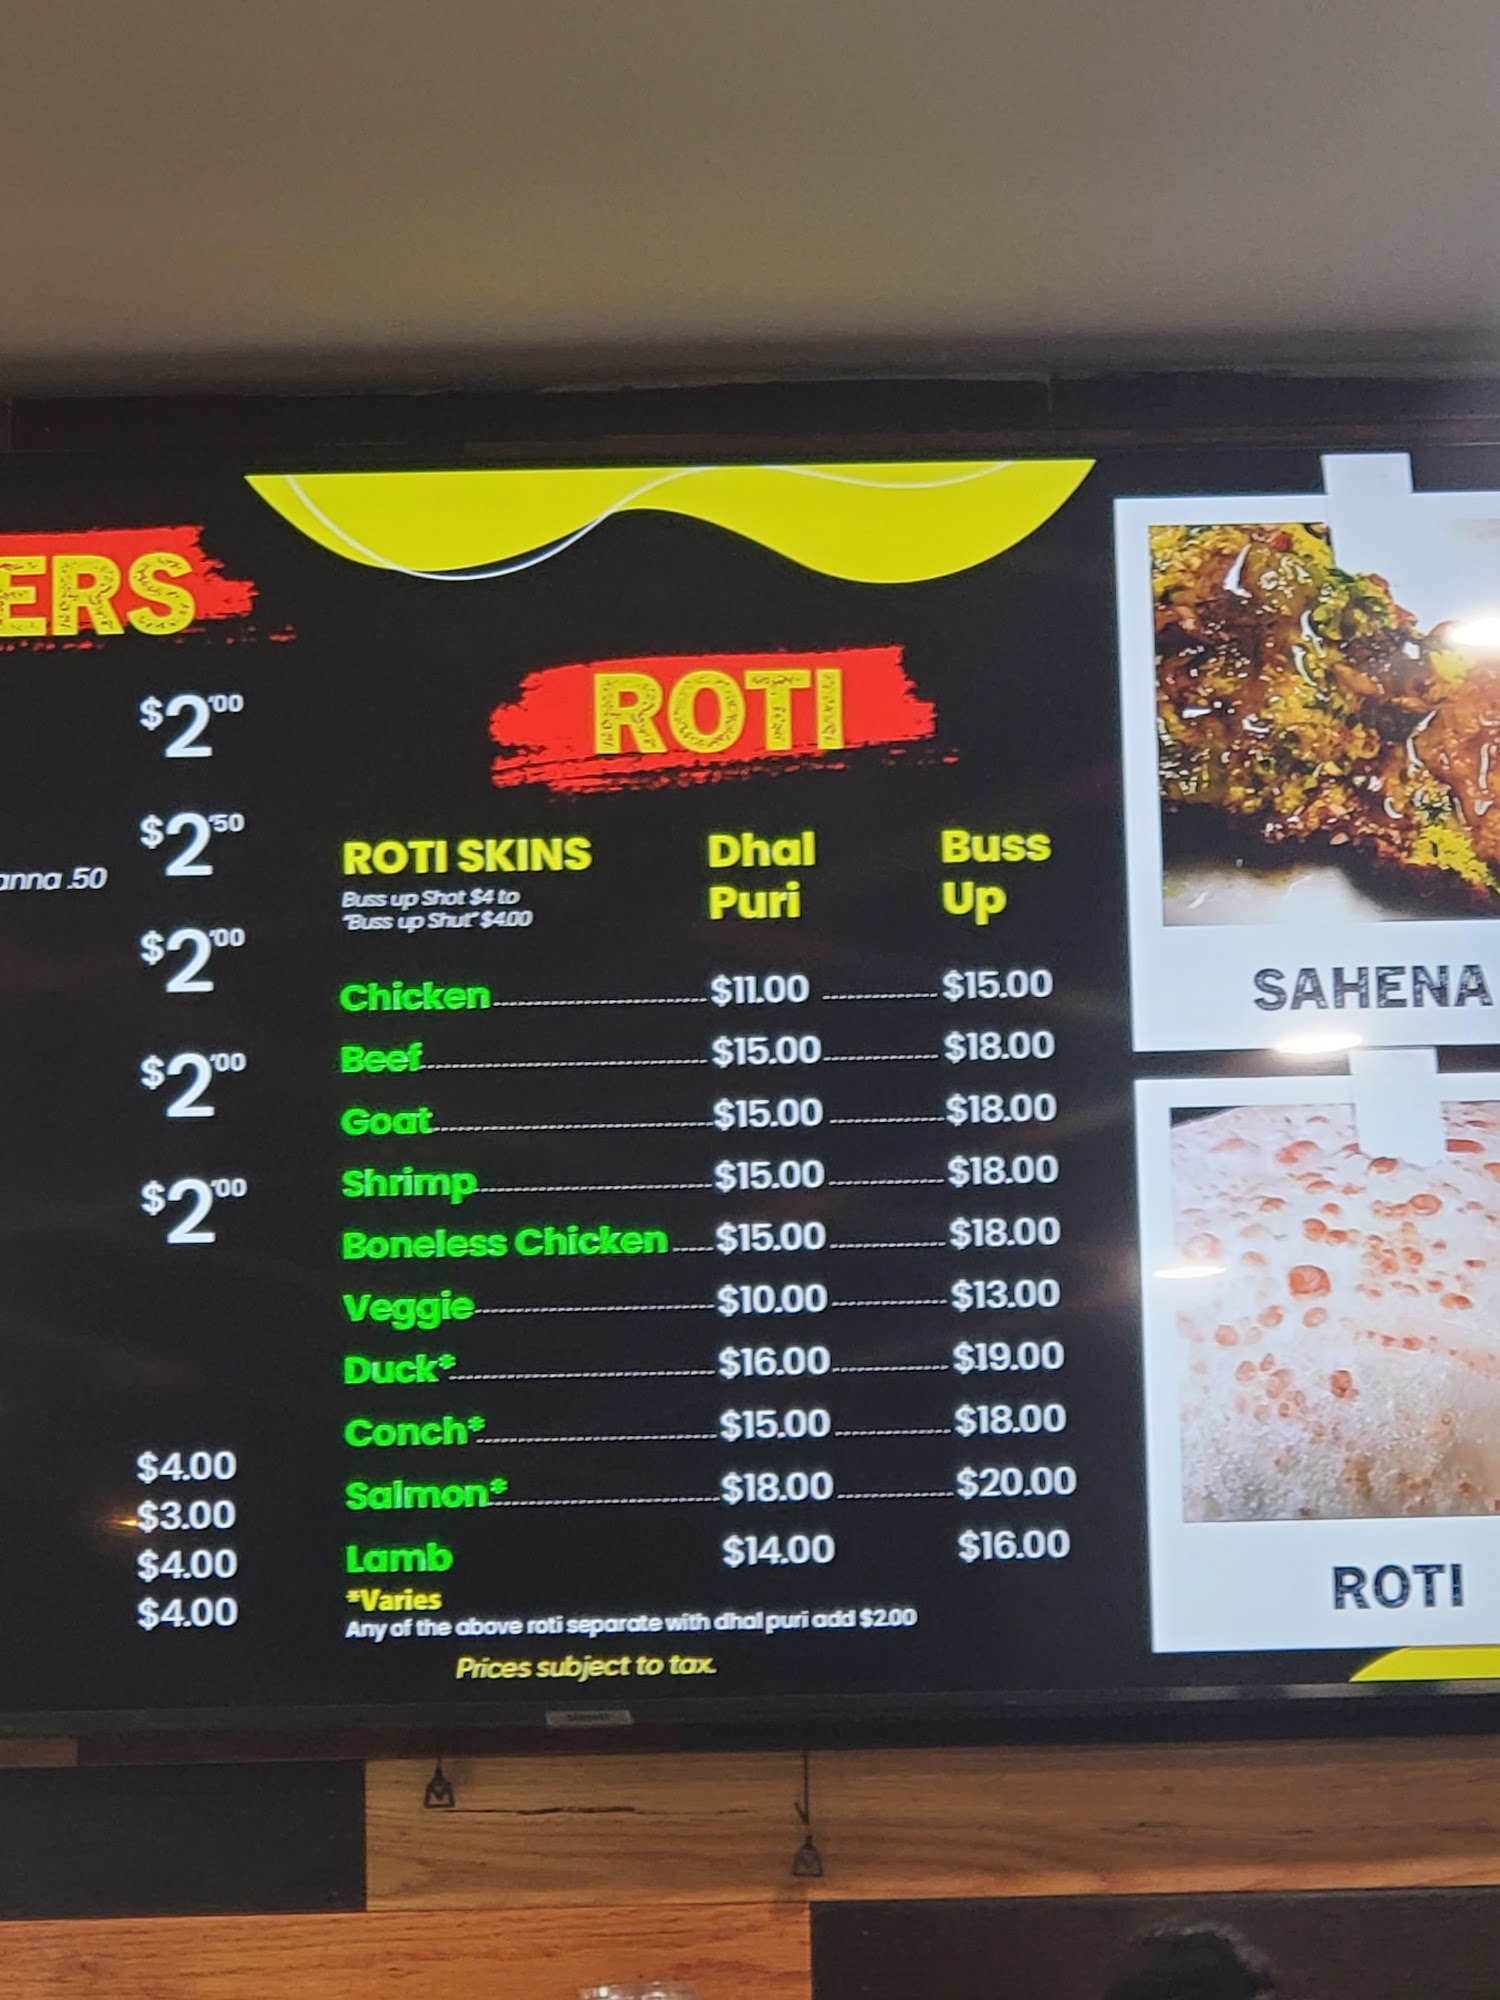 ERS
$2.00
$2.50
anna .50
$2.00
$2.00
$2.00
$4.00
$3.00
$4.00
$4.00
ROTI
ROTI SKINS Dhal Puri Buss Up
Buss up Shot $4 to
"Buss up Shut" $4.00
Chicken $11.00 $15.00
Beef $15.00 $18.00
Goat $15.00 $18.00
Shrimp $15.00 $18.00
Boneless Chicken $15.00 $18.00
Veggie $10.00 $13.00
Duck* $16.00 $19.00
Conch* $15.00 $18.00
Salmon* $18.00 $20.00
Lamb $14.00 $16.00
*Varies
Any of the above roti separate with dhal puri add $2.00
Prices subject to tax.
SAHENA
ROTI